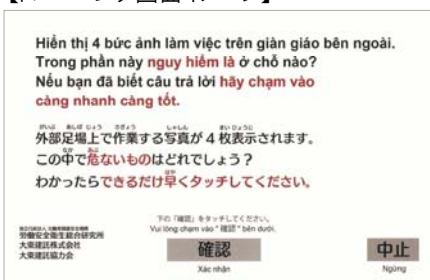 Hiển thị 4 bức ảnh làm việc trên giàn giáo bên ngoài.
Trong phần này nguy hiểm là ở chỗ nào?
Nếu bạn đã biết câu trả lời hãy chạm vào
càng nhanh càng tốt.
外部足場上で作業する写真が4枚表示されます。
この中で危ないものはどれでしょう?
わかったらできるだけ早くタッチしてください。
下の「確認」をタッチしてください。
Vui lòng chạm vào "確認" bên dưới.
労働安全衛生総合研究所
大東建託株式会社
大東建託協力会
確認
中止
Xác nhận
Ngừng